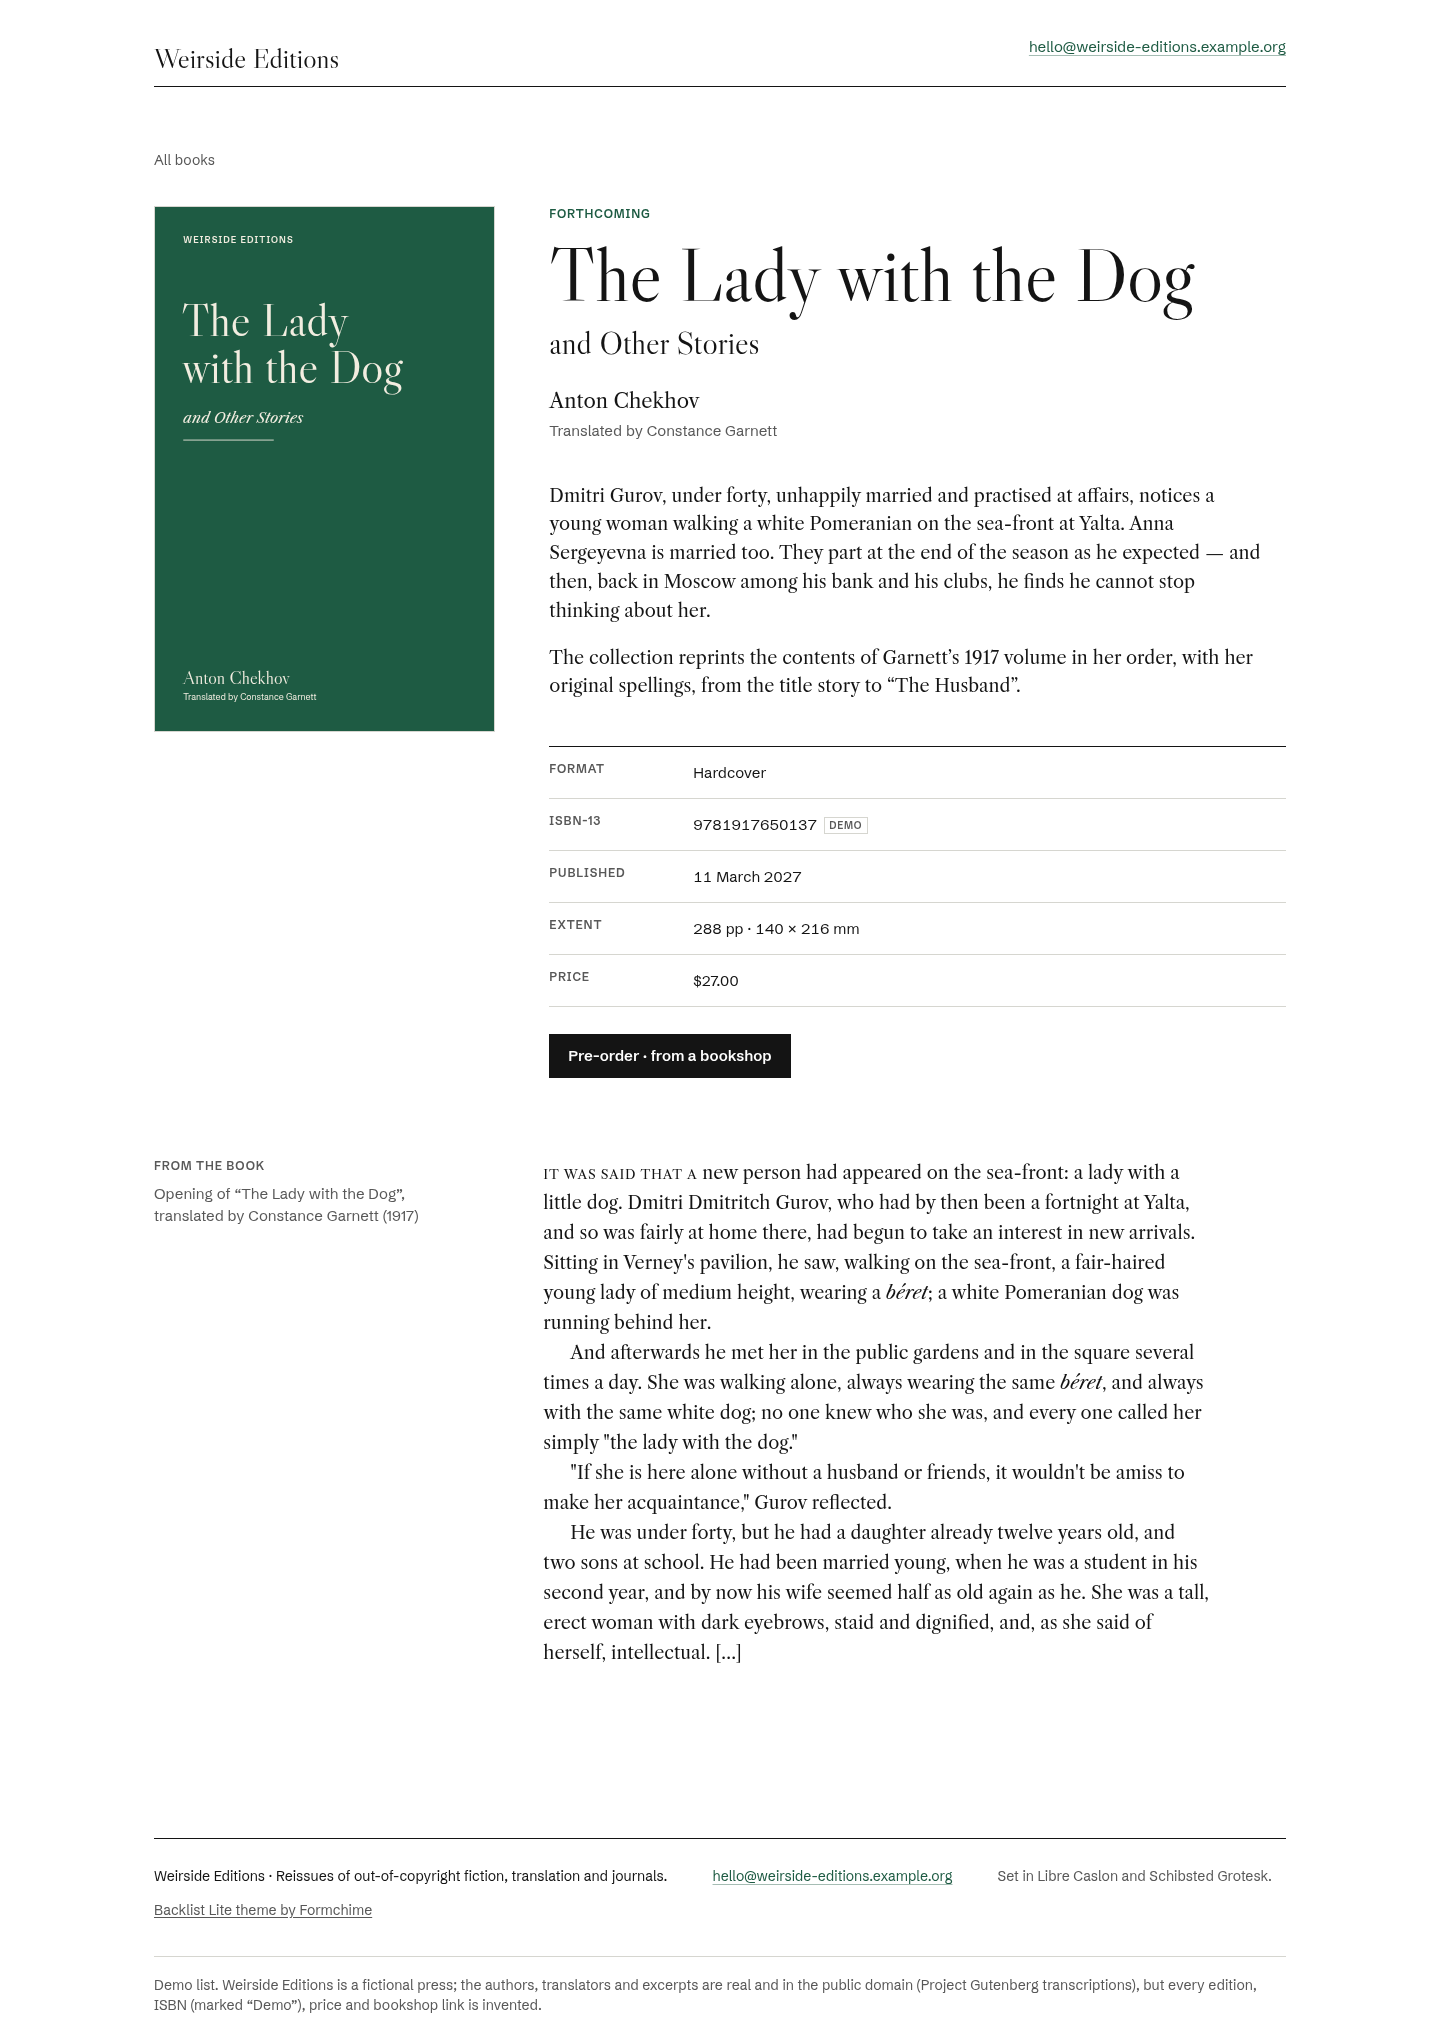 Weirside Editions
hello@weirside-editions.example.org
All books
WEIRSIDE EDITIONS
The Lady
with the Dog
and Other Stories
Anton Chekhov
Translated by Constance Garnett
FORTHCOMING
The Lady with the Dog
and Other Stories
Anton Chekhov
Translated by Constance Garnett
Dmitri Gurov, under forty, unhappily married and practised at affairs, notices a
young woman walking a white Pomeranian on the sea-front at Yalta. Anna
Sergeyevna is married too. They part at the end of the season as he expected — and
then, back in Moscow among his bank and his clubs, he finds he cannot stop
thinking about her.
The collection reprints the contents of Garnett’s 1917 volume in her order, with her
original spellings, from the title story to “The Husband”.
FORMAT Hardcover
ISBN-13 9781917650137 DEMO
PUBLISHED 11 March 2027
EXTENT 288 pp · 140 × 216 mm
PRICE $27.00
Pre-order · from a bookshop
FROM THE BOOK
Opening of “The Lady with the Dog”,
translated by Constance Garnett (1917)
IT WAS SAID THAT A new person had appeared on the sea-front: a lady with a
little dog. Dmitri Dmitritch Gurov, who had by then been a fortnight at Yalta,
and so was fairly at home there, had begun to take an interest in new arrivals.
Sitting in Verney's pavilion, he saw, walking on the sea-front, a fair-haired
young lady of medium height, wearing a béret; a white Pomeranian dog was
running behind her.
And afterwards he met her in the public gardens and in the square several
times a day. She was walking alone, always wearing the same béret, and always
with the same white dog; no one knew who she was, and every one called her
simply "the lady with the dog."
"If she is here alone without a husband or friends, it wouldn't be amiss to
make her acquaintance," Gurov reflected.
He was under forty, but he had a daughter already twelve years old, and
two sons at school. He had been married young, when he was a student in his
second year, and by now his wife seemed half as old again as he. She was a tall,
erect woman with dark eyebrows, staid and dignified, and, as she said of
herself, intellectual. [...]
Weirside Editions · Reissues of out-of-copyright fiction, translation and journals.
hello@weirside-editions.example.org
Set in Libre Caslon and Schibsted Grotesk.
Backlist Lite theme by Formchime
Demo list. Weirside Editions is a fictional press; the authors, translators and excerpts are real and in the public domain (Project Gutenberg transcriptions), but every edition,
ISBN (marked “Demo”), price and bookshop link is invented.